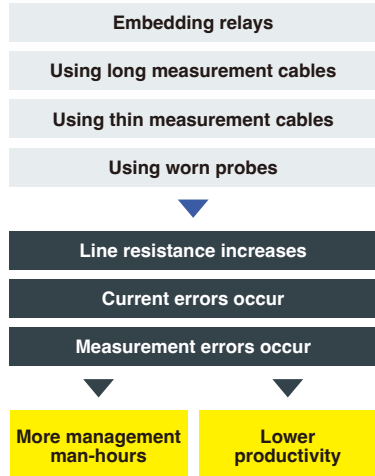 Embedding relays
Using long measurement cables
Using thin measurement cables
Using worn probes
Line resistance increases
Current errors occur
Measurement errors occur
More management
man-hours
Lower
productivity